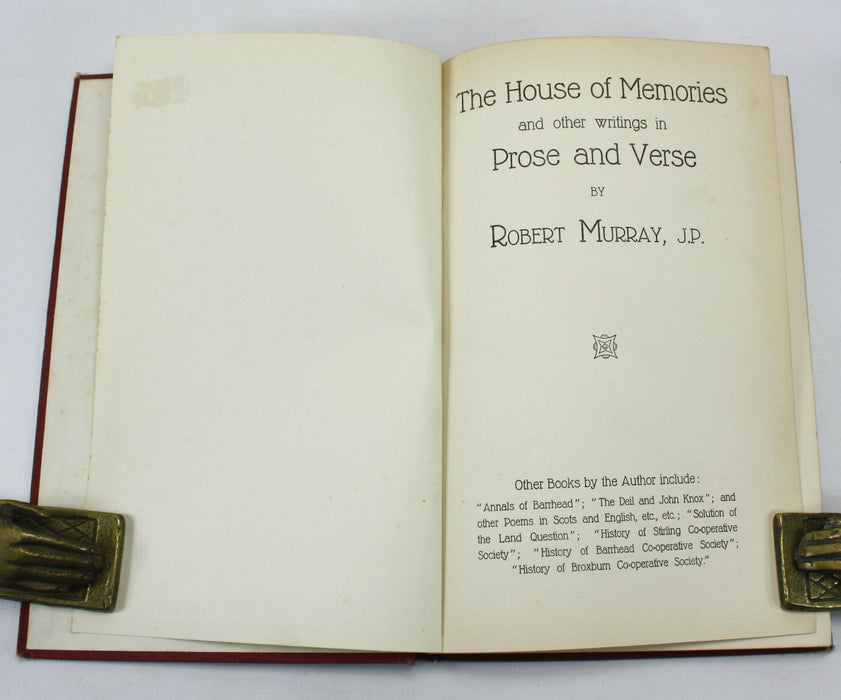 The House of Memories
and other writings in
Prose and Verse
BY
ROBERT MURRAY, J.P.
Other Books by the Author include:
"Annals of Barrhead"; "The Deil and John Knox"; and
other Poems in Scots and English, etc., etc.; "Solution of
the Land Question"; "History of Stirling Co-operative
Society"; "History of Barrhead Co-operative Society";
"History of Broxburn Co-operative Society."